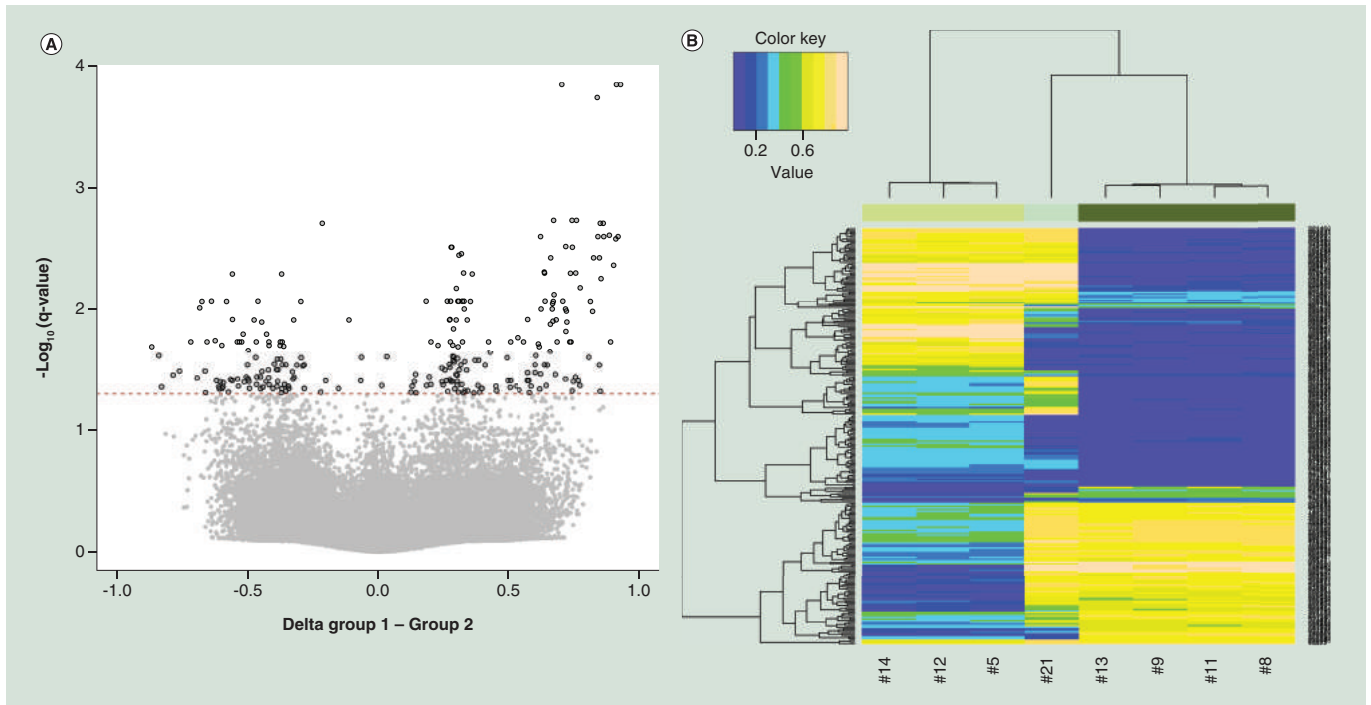 A
4
3
2
1
0
-Log10 (q-value)
-1.0 -0.5 0.0 0.5 1.0
Delta group 1 – Group 2
B
Color key
0.2 0.6
Value
#14 #12 #5 #21 #13 #9 #11 #8